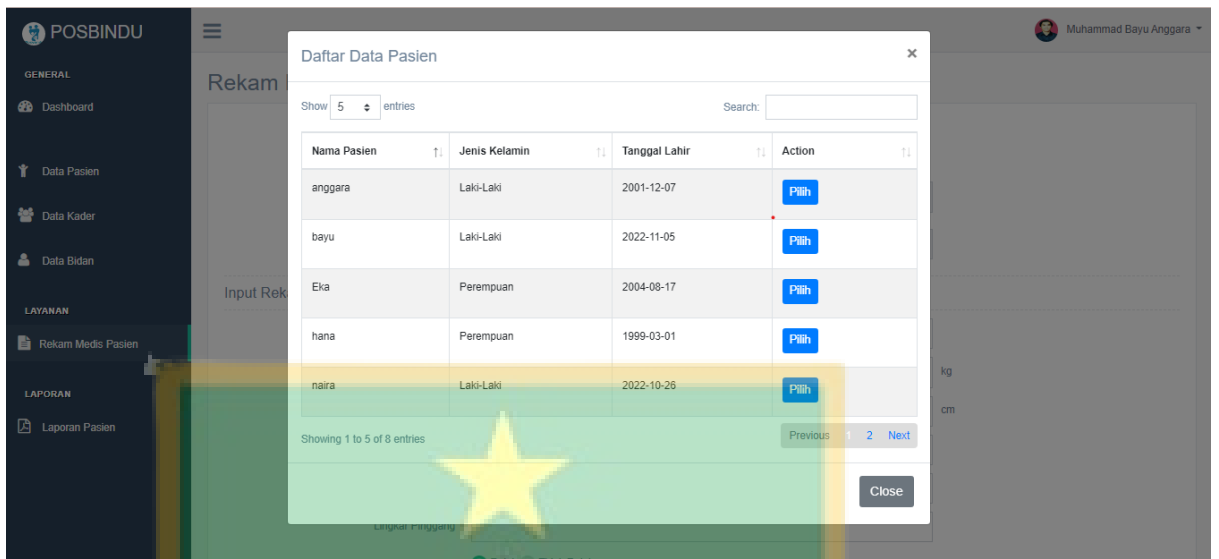 POSBINDU
Muhammad Bayu Anggara
GENERAL
Dashboard
Data Pasien
Data Kader
Data Bidan
LAYANAN
Rekam Medis Pasien
LAPORAN
Laporan Pasien
Rekam
Input Rek
Daftar Data Pasien ×
Show 5 entries Search:
Nama Pasien Jenis Kelamin Tanggal Lahir Action
anggara Laki-Laki 2001-12-07 Pilih
bayu Laki-Laki 2022-11-05 Pilih
Eka Perempuan 2004-08-17 Pilih
hana Perempuan 1999-03-01 Pilih
naira Laki-Laki 2022-10-26 Pilih
Showing 1 to 5 of 8 entries Previous 1 2 Next
Close
kg
cm
Lingkar Pinggang